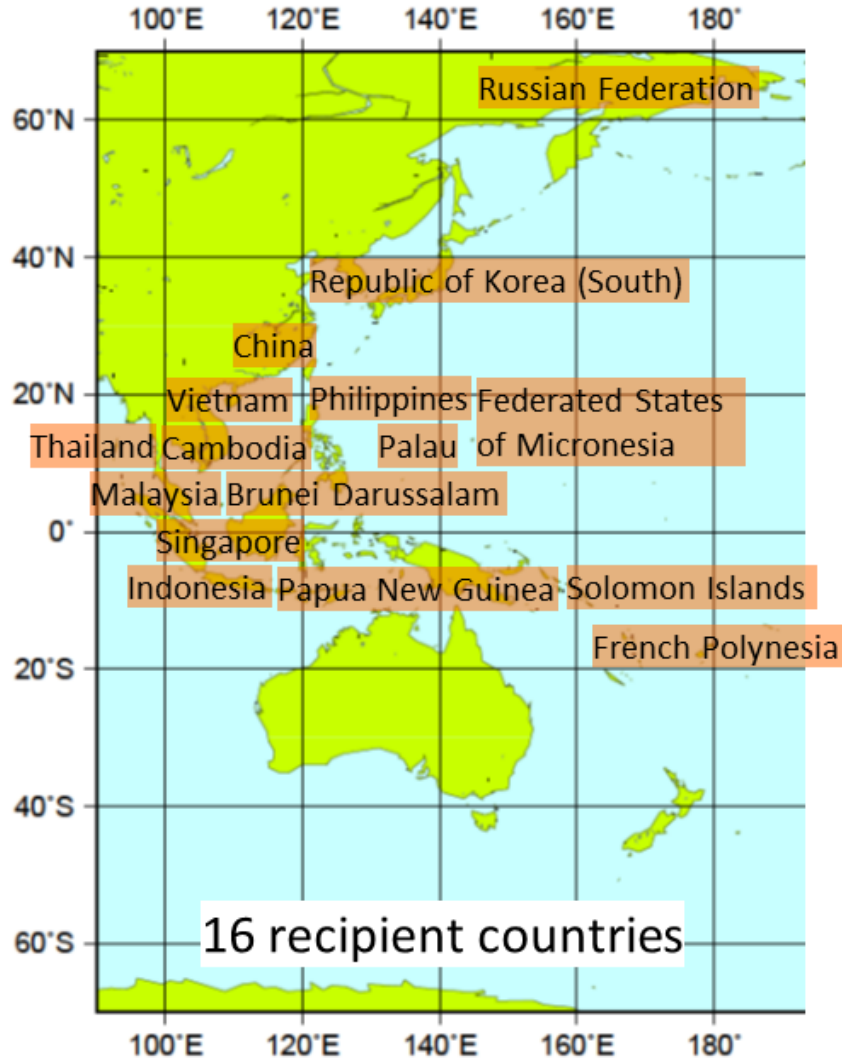 100˚E 120˚E 140˚E 160˚E 180˚
Russian Federation
60˚N
40˚N
Republic of Korea (South)
China
20˚N
Vietnam
Philippines
Federated States
of Micronesia
Thailand
Cambodia
Palau
Malaysia
Brunei Darussalam
0˚
Singapore
Indonesia
Papua New Guinea
Solomon Islands
French Polynesia
20˚S
40˚S
16 recipient countries
60˚S
100˚E 120˚E 140˚E 160˚E 180˚